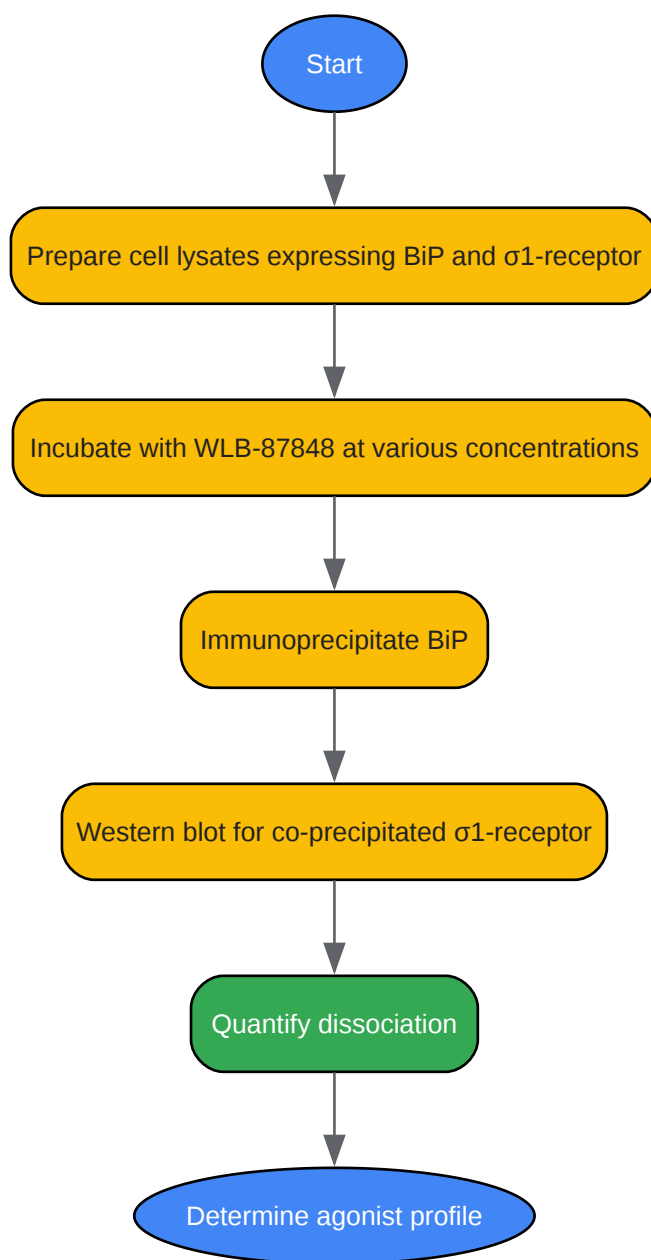 Start
Prepare cell lysates expressing BiP and σ1-receptor
Incubate with WLB-87848 at various concentrations
Immunoprecipitate BiP
Western blot for co-precipitated σ1-receptor
Quantify dissociation
Determine agonist profile